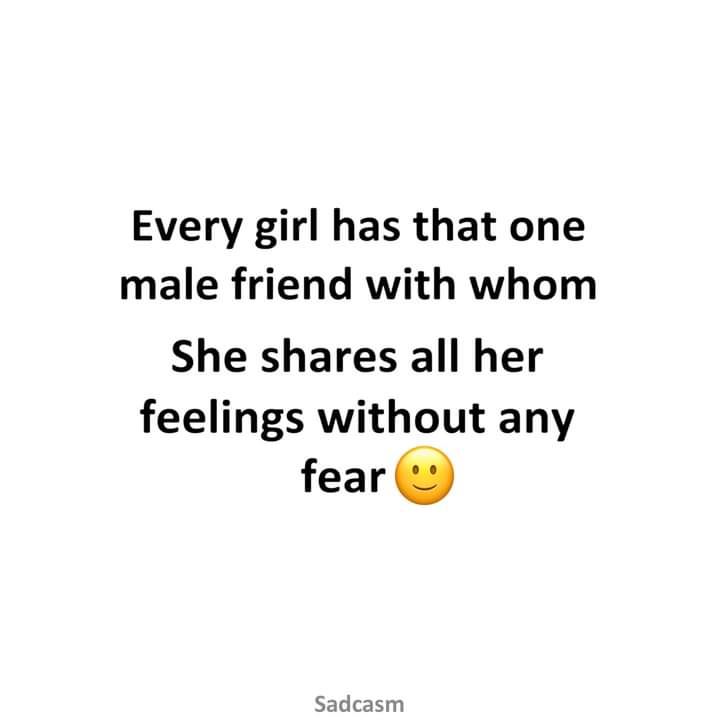 Every girl has that one
male friend with whom
She shares all her
feelings without any
fear🙂
Sadcasm